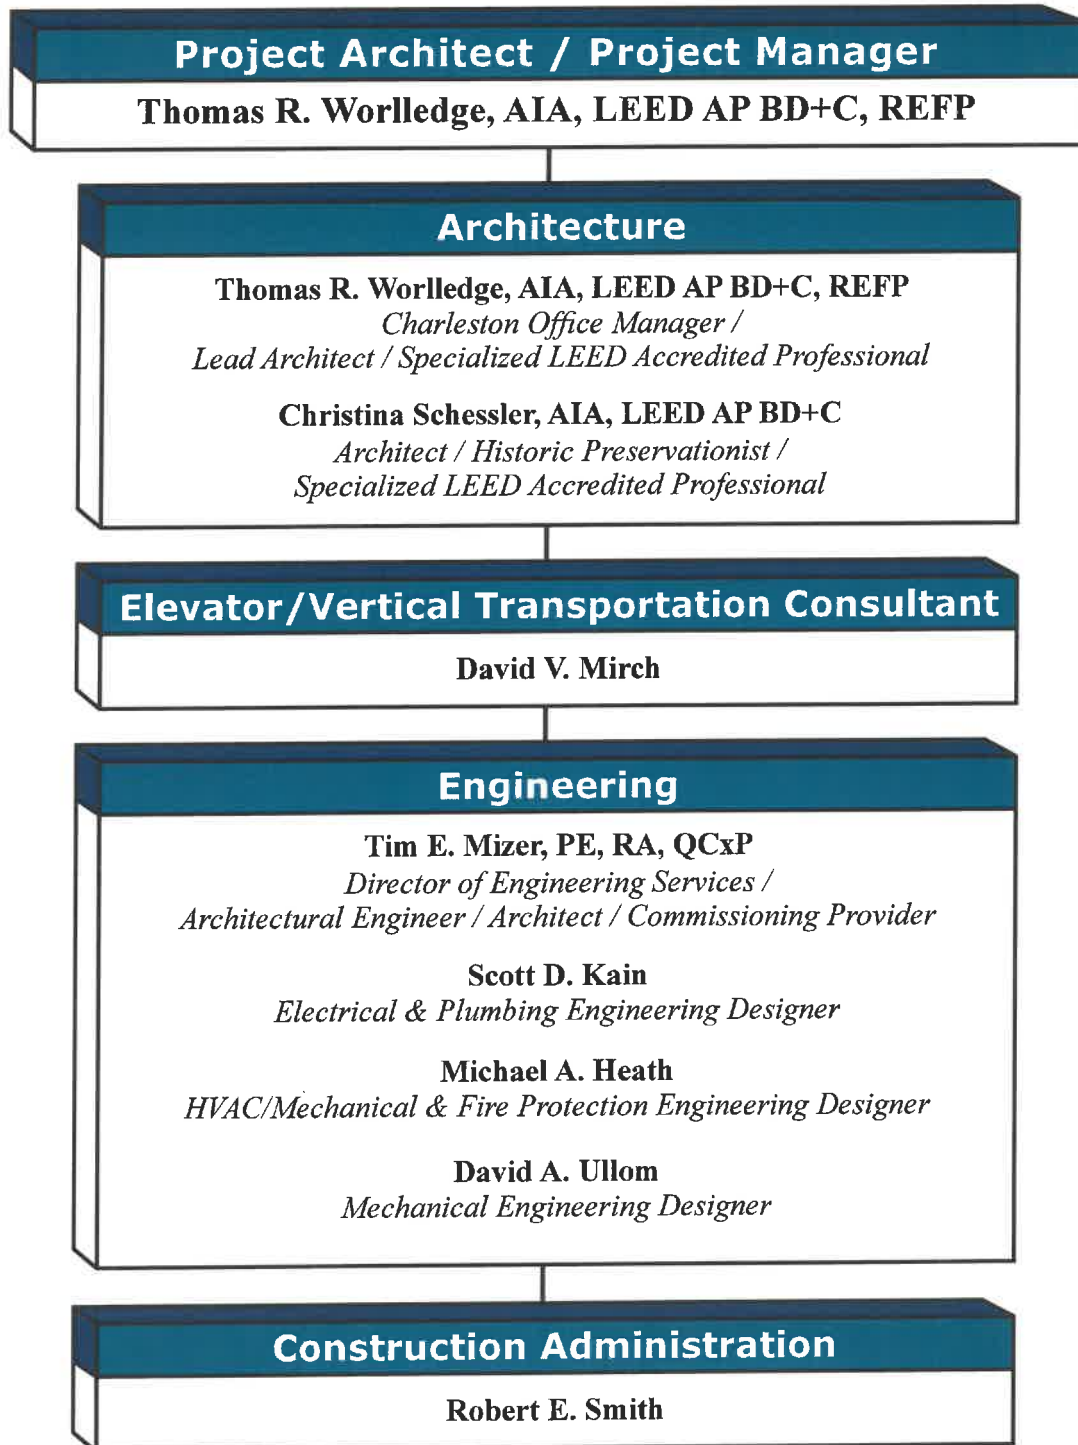 Project Architect / Project Manager
Thomas R. Worlledge, AIA, LEED AP BD+C, REFP
Architecture
Thomas R. Worlledge, AIA, LEED AP BD+C, REFP
Charleston Office Manager /
Lead Architect / Specialized LEED Accredited Professional
Christina Schessler, AIA, LEED AP BD+C
Architect / Historic Preservationist /
Specialized LEED Accredited Professional
Elevator/Vertical Transportation Consultant
David V. Mirch
Engineering
Tim E. Mizer, PE, RA, QCxP
Director of Engineering Services /
Architectural Engineer / Architect / Commissioning Provider
Scott D. Kain
Electrical & Plumbing Engineering Designer
Michael A. Heath
HVAC/Mechanical & Fire Protection Engineering Designer
David A. Ullom
Mechanical Engineering Designer
Construction Administration
Robert E. Smith